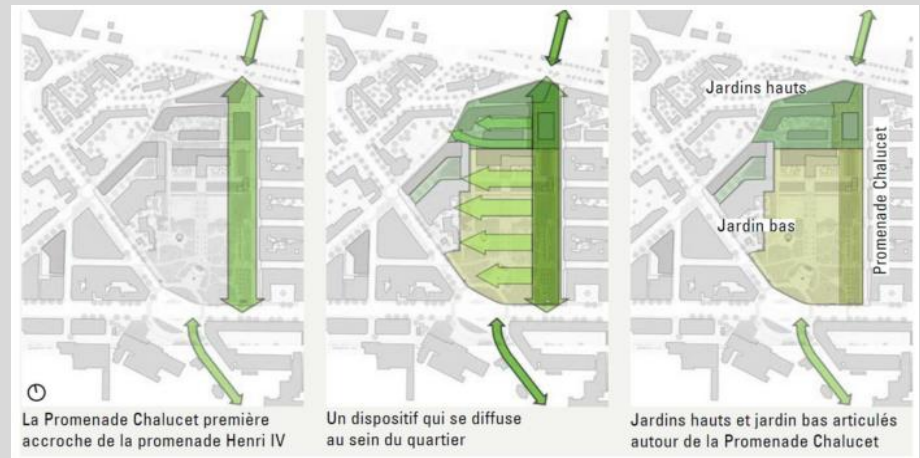 Jardins hauts
Promenade Chalucet
Jardin bas
La Promenade Chalucet première
accroche de la promenade Henri IV
Un dispositif qui se diffuse
au sein du quartier
Jardins hauts et jardin bas articulés
autour de la Promenade Chalucet